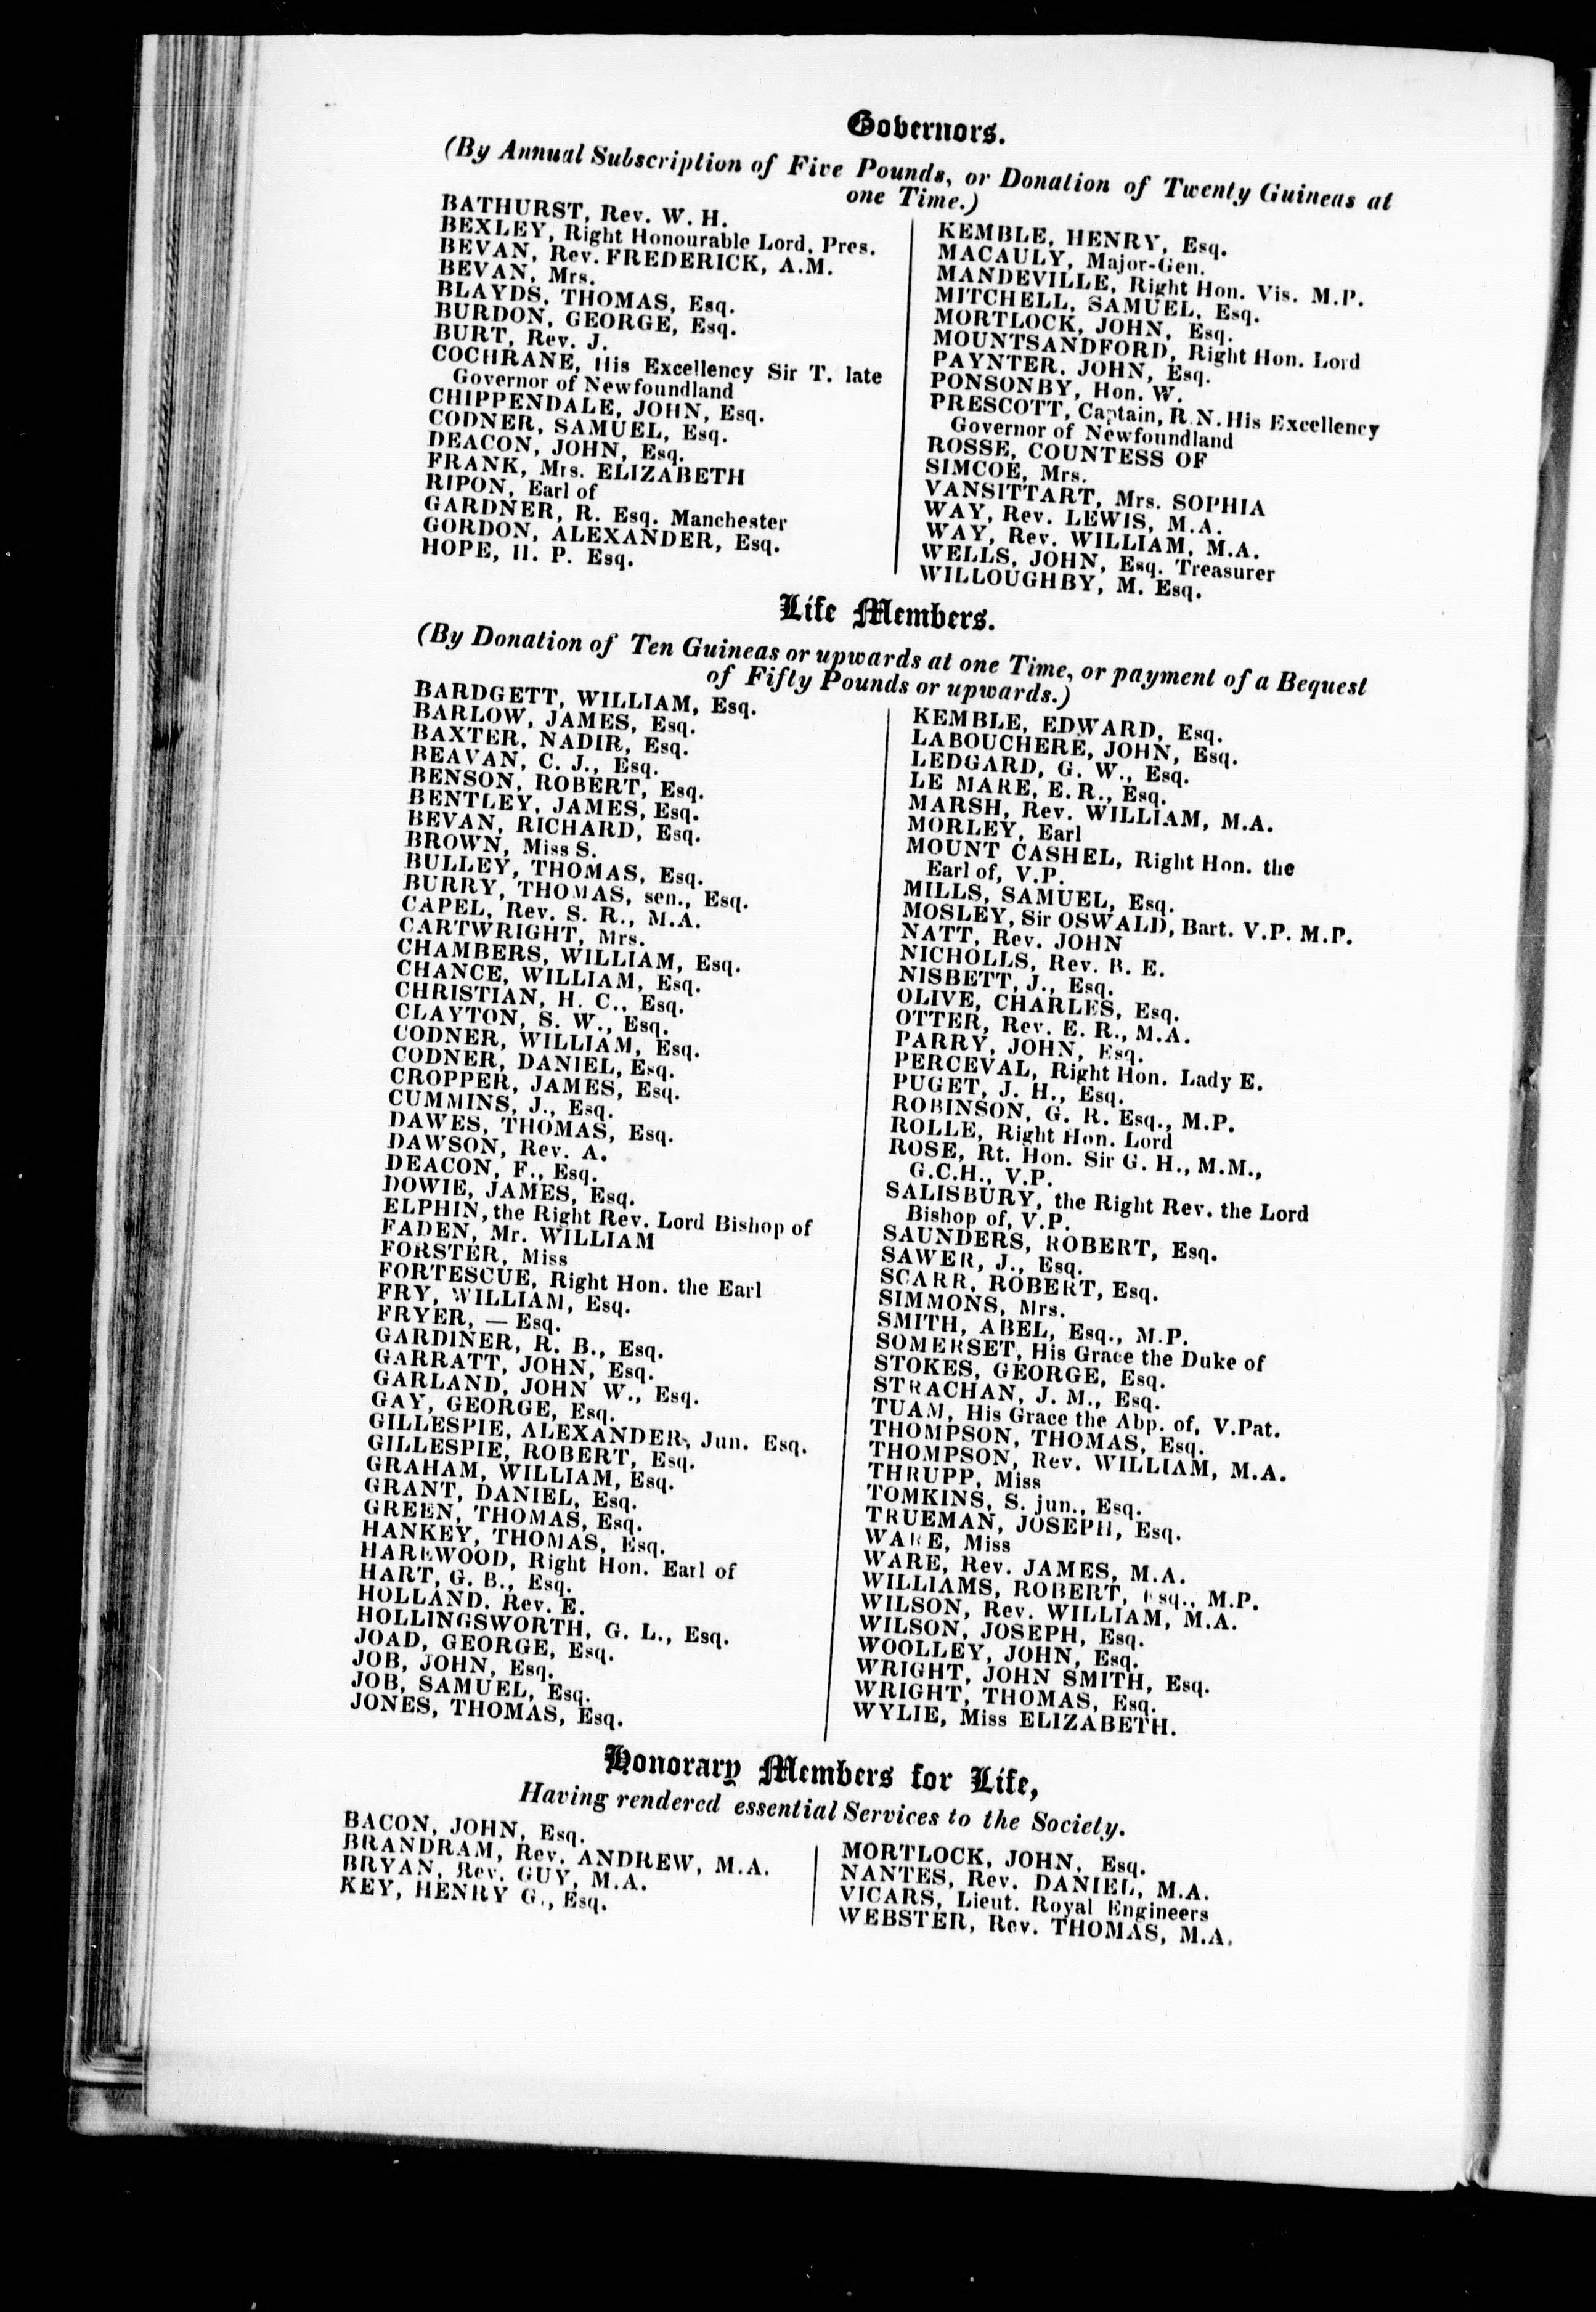 Governors.
(By Annual Subscription of Five Pounds, or Donation of Twenty Guineas at
one Time.)
BATHURST, Rev. W. H.
BEXLEY, Right Honourable Lord, Pres.
BEVAN, Rev. FREDERICK, A.M.
BEVAN, Mrs.
BLAYDS, THOMAS, Esq.
BURDON, GEORGE, Esq.
BURT, Rev. J.
COCHRANE, His Excellency Sir T. late
Governor of Newfoundland
CHIPPENDALE, JOHN, Esq.
CODNER, SAMUEL, Esq.
DEACON, JOHN, Esq.
FRANK, Mrs. ELIZABETH
RIPON, Earl of
GARDNER, R. Esq. Manchester
GORDON, ALEXANDER, Esq.
HOPE, H. P. Esq.
KEMBLE, HENRY, Esq.
MACAULY, Major-Gen.
MANDEVILLE, Right Hon. Vis. M.P.
MITCHELL, SAMUEL, Esq.
MORTLOCK, JOHN, Esq.
MOUNTSANDFORD, Right Hon. Lord
PAYNTER. JOHN, Esq.
PONSONBY, Hon. W.
PRESCOTT, Captain, R.N. His Excellency
Governor of Newfoundland
ROSSE, COUNTESS OF
SIMCOE, Mrs.
VANSITTART, Mrs. SOPHIA
WAY, Rev. LEWIS, M.A.
WAY, Rev. WILLIAM, M.A.
WELLS, JOHN, Esq. Treasurer
WILLOUGHBY, M. Esq.
Life Members.
(By Donation of Ten Guineas or upwards at one Time, or payment of a Bequest
of Fifty Pounds or upwards.)
BARDGETT, WILLIAM, Esq.
BARLOW, JAMES, Esq.
BAXTER, NADIR, Esq.
BEAVAN, C. J., Esq.
BENSON, ROBERT, Esq.
BENTLEY, JAMES, Esq.
BEVAN, RICHARD, Esq.
BROWN, Miss S.
BULLEY, THOMAS, Esq.
BURRY, THOMAS, sen., Esq.
CAPEL, Rev. S. R., M.A.
CARTWRIGHT, Mrs.
CHAMBERS, WILLIAM, Esq.
CHANCE, WILLIAM, Esq.
CHRISTIAN, H. C., Esq.
CLAYTON, S. W., Esq.
CODNER, WILLIAM, Esq.
CODNER, DANIEL, Esq.
CROPPER, JAMES, Esq.
CUMMINS, J., Esq.
DAWES, THOMAS, Esq.
DAWSON, Rev. A.
DEACON, F., Esq.
DOWIE, JAMES, Esq.
ELPHIN, the Right Rev. Lord Bishop of
FADEN, Mr. WILLIAM
FORSTER, Miss
FORTESCUE, Right Hon. the Earl
FRY, WILLIAM, Esq.
FRYER, — Esq.
GARDINER, R. B., Esq.
GARRATT, JOHN, Esq.
GARLAND, JOHN W., Esq.
GAY, GEORGE, Esq.
GILLESPIE, ALEXANDER, Jun. Esq.
GILLESPIE, ROBERT, Esq.
GRAHAM, WILLIAM, Esq.
GRANT, DANIEL, Esq.
GREEN, THOMAS, Esq.
HANKEY, THOMAS, Esq.
HAREWOOD, Right Hon. Earl of
HART, G. B., Esq.
HOLLAND. Rev. E.
HOLLINGSWORTH, G. L., Esq.
JOAD, GEORGE, Esq.
JOB, JOHN, Esq.
JOB, SAMUEL, Esq.
JONES, THOMAS, Esq.
KEMBLE, EDWARD, Esq.
LABOUCHERE, JOHN, Esq.
LEDGARD, G. W., Esq.
LE MARE, E. R., Esq.
MARSH, Rev. WILLIAM, M.A.
MORLEY, Earl
MOUNT CASHEL, Right Hon. the
Earl of, V.P.
MILLS, SAMUEL, Esq.
MOSLEY, Sir OSWALD, Bart. V.P. M.P.
NATT, Rev. JOHN
NICHOLLS, Rev. B. E.
NISBETT, J., Esq.
OLIVE, CHARLES, Esq.
OTTER, Rev. E. R., M.A.
PARRY, JOHN, Esq.
PERCEVAL, Right Hon. Lady E.
PUGET, J. H., Esq.
ROBINSON, G. R. Esq., M.P.
ROLLE, Right Hon. Lord
ROSE, Rt. Hon. Sir G. H., M.M.,
G.C.H., V.P.
SALISBURY, the Right Rev. the Lord
Bishop of, V.P.
SAUNDERS, ROBERT, Esq.
SAWER, J., Esq.
SCARR, ROBERT, Esq.
SIMMONS, Mrs.
SMITH, ABEL, Esq., M.P.
SOMERSET, His Grace the Duke of
STOKES, GEORGE, Esq.
STRACHAN, J. M., Esq.
TUAM, His Grace the Abp. of, V.Pat.
THOMPSON, THOMAS, Esq.
THOMPSON, Rev. WILLIAM, M.A.
THRUPP, Miss
TOMKINS, S. jun., Esq.
TRUEMAN, JOSEPH, Esq.
WARE, Miss
WARE, Rev. JAMES, M.A.
WILLIAMS, ROBERT, Esq., M.P.
WILSON, Rev. WILLIAM, M.A.
WILSON, JOSEPH, Esq.
WOOLLEY, JOHN, Esq.
WRIGHT, JOHN SMITH, Esq.
WRIGHT, THOMAS, Esq.
WYLIE, Miss ELIZABETH.
Honorary Members for Life,
Having rendered essential Services to the Society.
BACON, JOHN, Esq.
BRANDRAM, Rev. ANDREW, M.A.
BRYAN, Rev. GUY, M.A.
KEY, HENRY G., Esq.
MORTLOCK, JOHN, Esq.
NANTES, Rev. DANIEL, M.A.
VICARS, Lieut. Royal Engineers
WEBSTER, Rev. THOMAS, M.A.